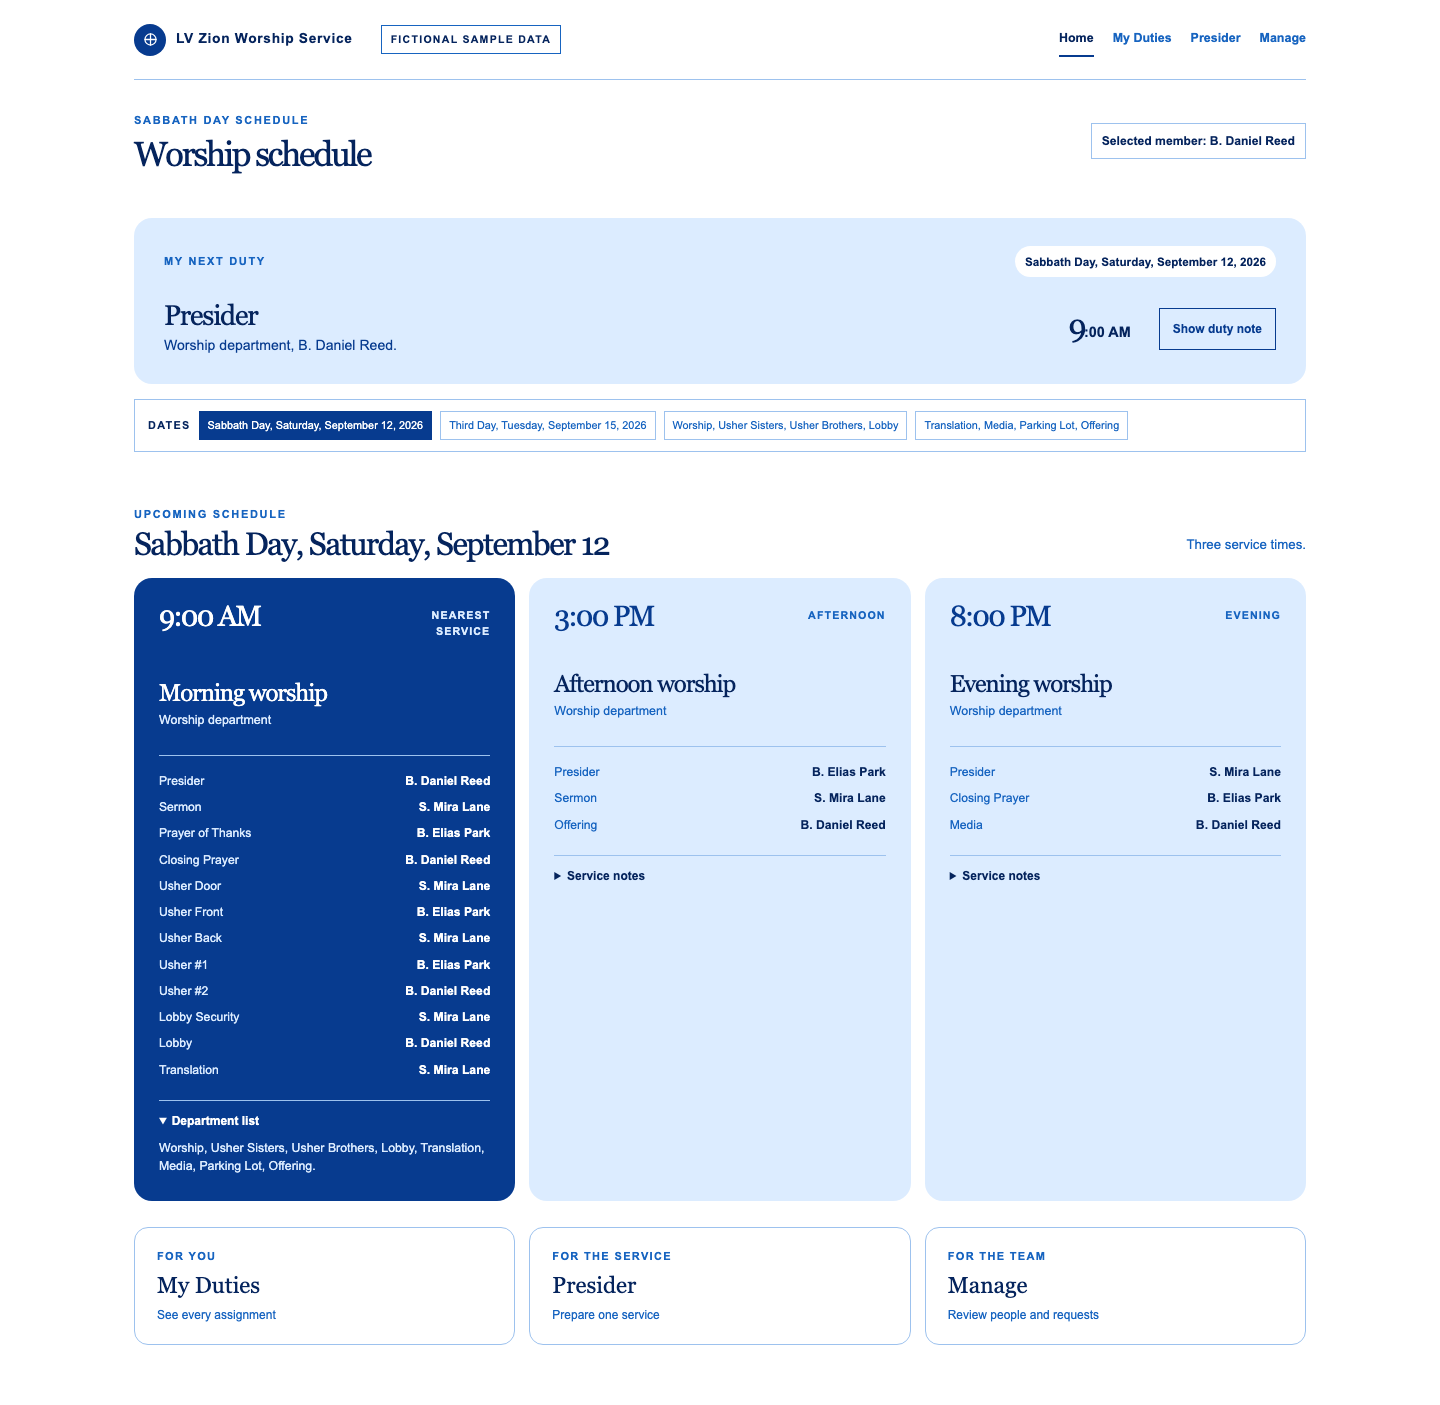 LV Zion Worship Service
FICTIONAL SAMPLE DATA
Home
My Duties
Presider
Manage
SABBATH DAY SCHEDULE
Worship schedule
Selected member: B. Daniel Reed
MY NEXT DUTY
Sabbath Day, Saturday, September 12, 2026
Presider
Worship department, B. Daniel Reed.
9:00 AM
Show duty note
DATES
Sabbath Day, Saturday, September 12, 2026
Third Day, Tuesday, September 15, 2026
Worship, Usher Sisters, Usher Brothers, Lobby
Translation, Media, Parking Lot, Offering
UPCOMING SCHEDULE
Sabbath Day, Saturday, September 12
Three service times.
9:00 AM
NEAREST
SERVICE
Morning worship
Worship department
Presider B. Daniel Reed
Sermon S. Mira Lane
Prayer of Thanks B. Elias Park
Closing Prayer B. Daniel Reed
Usher Door S. Mira Lane
Usher Front B. Elias Park
Usher Back S. Mira Lane
Usher #1 B. Elias Park
Usher #2 B. Daniel Reed
Lobby Security S. Mira Lane
Lobby B. Daniel Reed
Translation S. Mira Lane
Department list
Worship, Usher Sisters, Usher Brothers, Lobby, Translation,
Media, Parking Lot, Offering.
3:00 PM
AFTERNOON
Afternoon worship
Worship department
Presider B. Elias Park
Sermon S. Mira Lane
Offering B. Daniel Reed
Service notes
8:00 PM
EVENING
Evening worship
Worship department
Presider S. Mira Lane
Closing Prayer B. Elias Park
Media B. Daniel Reed
Service notes
FOR YOU
My Duties
See every assignment
FOR THE SERVICE
Presider
Prepare one service
FOR THE TEAM
Manage
Review people and requests